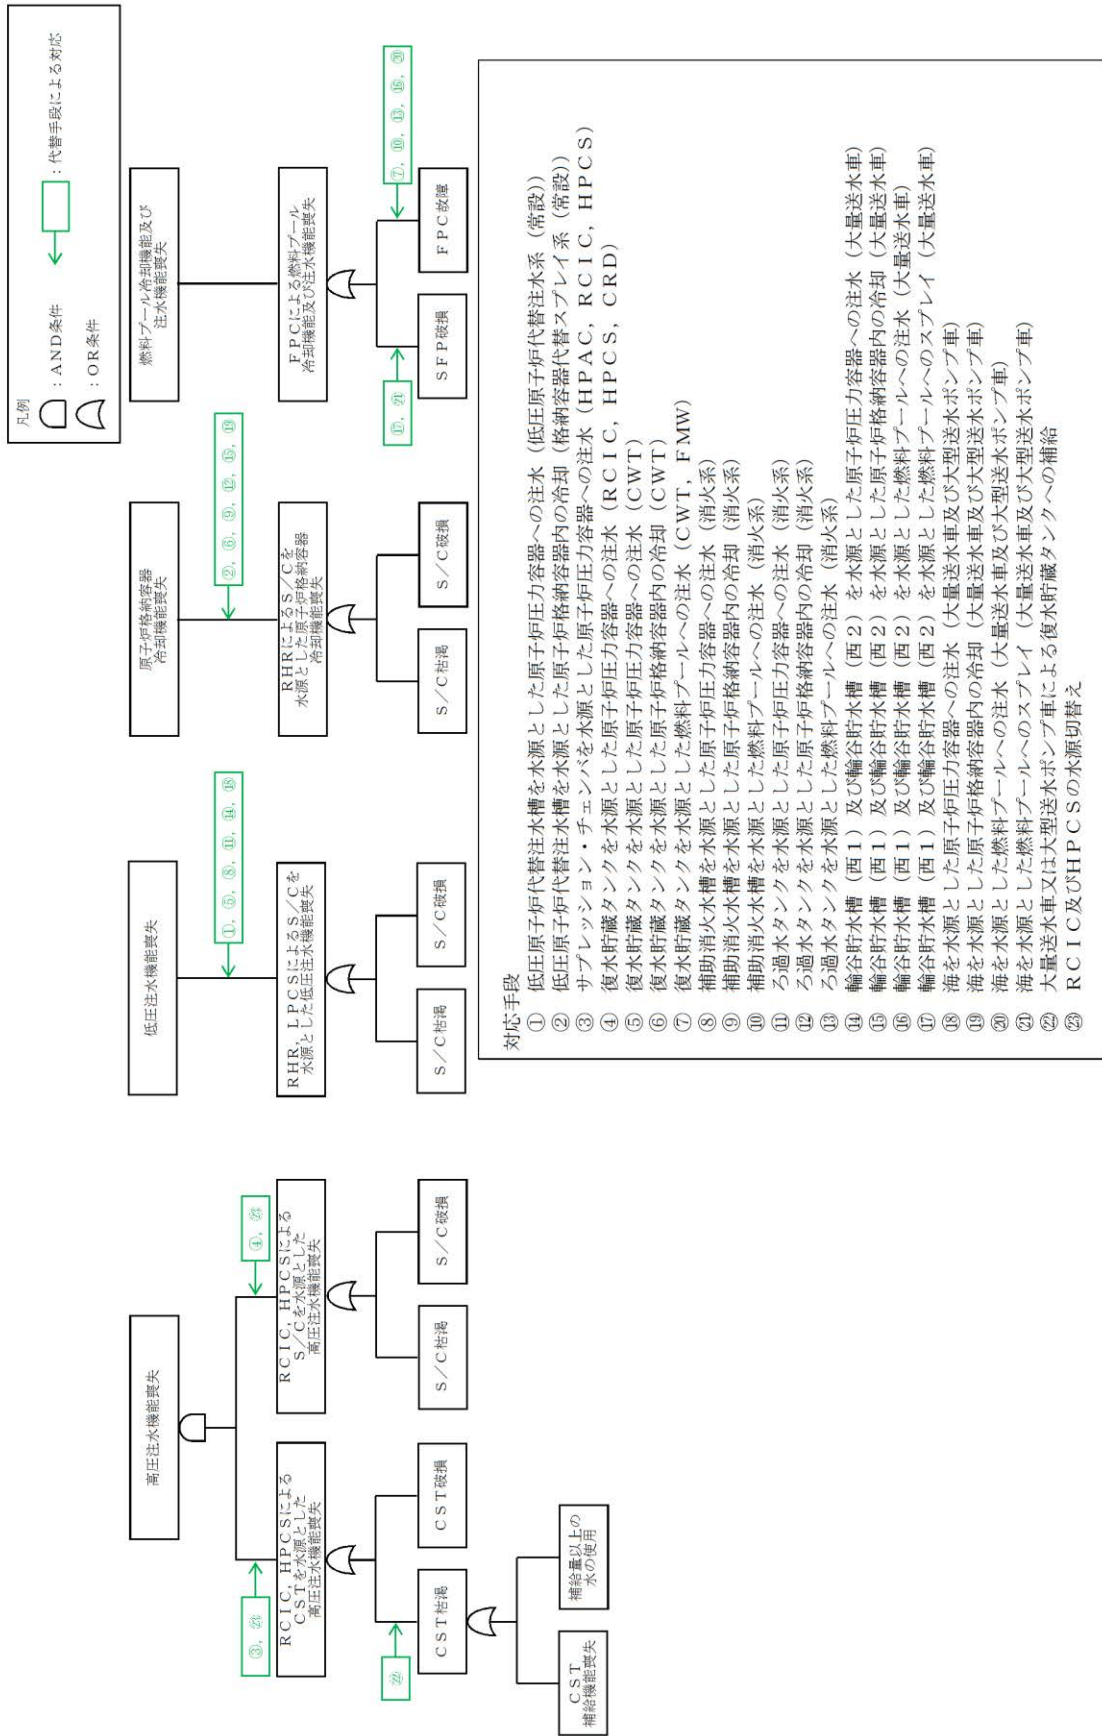 凡例
：AND条件
：OR条件
：代替手段による対応
高圧注水機能喪失
③，㉓
RCIC，HPCSによる
CSTを水源とした
高圧注水機能喪失
④，㉓
RCIC，HPCSによる
S／Cを水源とした
高圧注水機能喪失
㉒
CST枯渇
CST破損
S／C枯渇
S／C破損
CST
補給機能喪失
補給量以上の
水の使用
低圧注水機能喪失
①，⑤，⑧，⑪，⑭，⑱
RHR，LPCSによるS／Cを
水源とした低圧注水機能喪失
S／C枯渇
S／C破損
原子炉格納容器
冷却機能喪失
②，⑥，⑨，⑫，⑮，⑲
RHRによるS／Cを
水源とした原子炉格納容器
冷却機能喪失
S／C枯渇
S／C破損
燃料プール冷却機能及び
注水機能喪失
FPCによる燃料プール
冷却機能及び注水機能喪失
⑰，㉑
⑦，⑩，⑬，⑯，⑳
SFP破損
FPC故障
対応手段
① 低圧原子炉代替注水槽を水源とした原子炉圧力容器への注水（低圧原子炉代替注水系（常設））
② 低圧原子炉代替注水槽を水源とした原子炉格納容器内の冷却（格納容器代替スプレイ系（常設））
③ サプレッション・チェンバを水源とした原子炉圧力容器への注水（HPAC，RCIC，HPCS）
④ 復水貯蔵タンクを水源とした原子炉圧力容器への注水（RCIC，HPCS，CRD）
⑤ 復水貯蔵タンクを水源とした原子炉圧力容器への注水（CWT）
⑥ 復水貯蔵タンクを水源とした原子炉格納容器内の冷却（CWT）
⑦ 復水貯蔵タンクを水源とした燃料プールへの注水（CWT，FMW）
⑧ 補助消火水槽を水源とした原子炉圧力容器への注水（消火系）
⑨ 補助消火水槽を水源とした原子炉格納容器内の冷却（消火系）
⑩ 補助消火水槽を水源とした燃料プールへの注水（消火系）
⑪ ろ過水タンクを水源とした原子炉圧力容器への注水（消火系）
⑫ ろ過水タンクを水源とした原子炉格納容器内の冷却（消火系）
⑬ ろ過水タンクを水源とした燃料プールへの注水（消火系）
⑭ 輪谷貯水槽（西1）及び輪谷貯水槽（西2）を水源とした原子炉圧力容器への注水（大量送水車）
⑮ 輪谷貯水槽（西1）及び輪谷貯水槽（西2）を水源とした原子炉格納容器内の冷却（大量送水車）
⑯ 輪谷貯水槽（西1）及び輪谷貯水槽（西2）を水源とした燃料プールへの注水（大量送水車）
⑰ 輪谷貯水槽（西1）及び輪谷貯水槽（西2）を水源とした燃料プールへのスプレイ（大量送水車）
⑱ 海を水源とした原子炉圧力容器への注水（大量送水車及び大型送水ポンプ車）
⑲ 海を水源とした原子炉格納容器内の冷却（大量送水車及び大型送水ポンプ車）
⑳ 海を水源とした燃料プールへの注水（大量送水車及び大型送水ポンプ車）
㉑ 海を水源とした燃料プールへのスプレイ（大量送水車及び大型送水ポンプ車）
㉒ 大量送水車又は大型送水ポンプ車による復水貯蔵タンクへの補給
㉓ RCIC及びHPCSの水源切替え